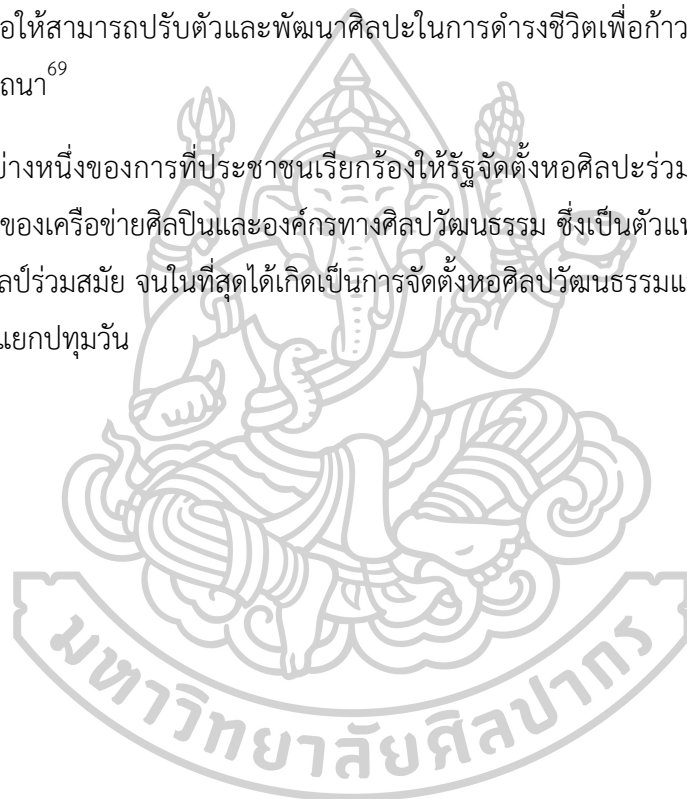 อให้สามารถปรับตัวและพัฒนาศิลปะในการดำรงชีวิตเพื่อก้าว
ถนา69
างหนึ่งของการที่ประชาชนเรียกร้องให้รัฐจัดตั้งหอศิลปะร่วม
ของเครือข่ายศิลปินและองค์กรทางศิลปวัฒนธรรม ซึ่งเป็นตัวแท
ลป์ร่วมสมัย จนในที่สุดได้เกิดเป็นการจัดตั้งหอศิลปวัฒนธรรมแ
แยกปทุมวัน
มหาวิทยาลัยศิลปากร